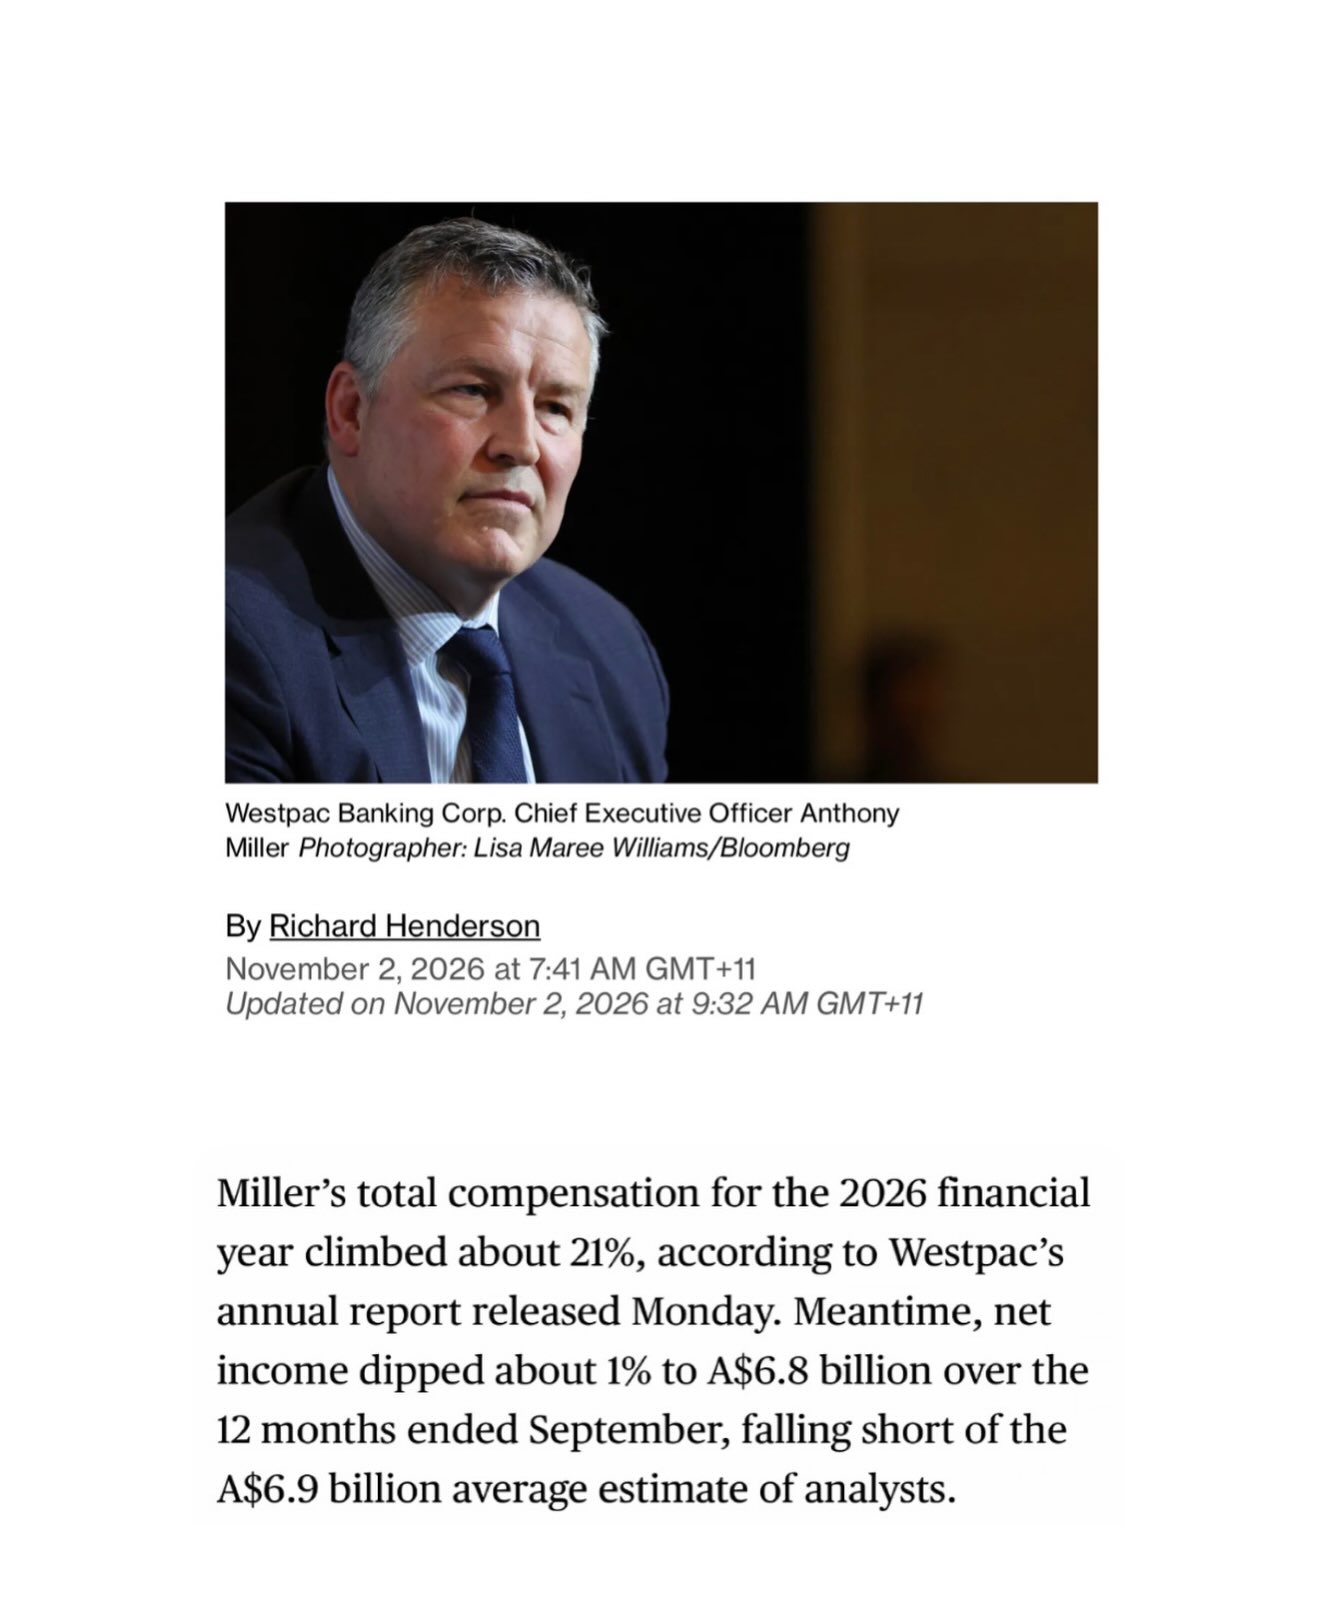 Westpac Banking Corp. Chief Executive Officer Anthony
Miller Photographer: Lisa Maree Williams/Bloomberg
By Richard Henderson
November 2, 2026 at 7:41 AM GMT+11
Updated on November 2, 2026 at 9:32 AM GMT+11
Miller’s total compensation for the 2026 financial
year climbed about 21%, according to Westpac’s
annual report released Monday. Meantime, net
income dipped about 1% to A$6.8 billion over the
12 months ended September, falling short of the
A$6.9 billion average estimate of analysts.